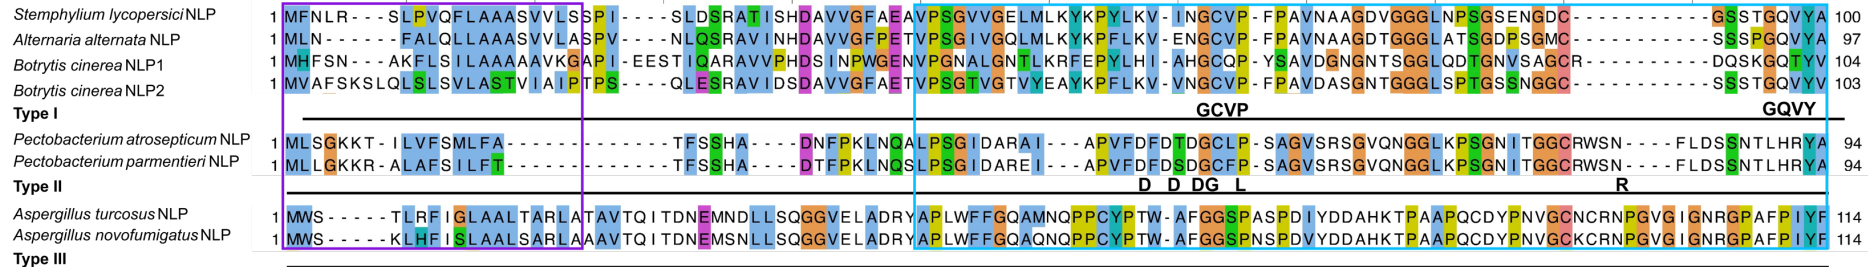 Stemphylium lycopersici NLP 1 MFNLR---SLPVQFLAAASVVLSSPI----SLDSRATISHDAVVGFAEAVPSGVVGELMLKYKPYLKV-INGCVP-FPAVNAAGDVGGGLNPSGSENGDC-----------GSSTGQVYA 100
Alternaria alternata NLP 1 MLN------FALQLLAAASVVLASPV----NLQSRAVINHDAVVGFPETVPSGIVGQLMLKYKPFLKV-ENGCVP-FPAVNAAGDTGGGLATSGDPSGMC-----------SSSPGQVYA 97
Botrytis cinerea NLP1 1 MHFSN---AKFLSILAAAAAVKGAPI-EESTIQARAVVPHDSINPWGENVPGNALGNTLKRFEPYLHI-AHGCQP-YSAVDGNGNTSGGLQDTGNVSAGCR----------DQSKGQTYV 104
Botrytis cinerea NLP2 1 MVAFSKSLQLSLSVLASTVIAIPTPS----QLESRAVIDSDAVVGFAETVPSGTVGTVYEAYKPFLKV-VNGCVP-FPAVDASGNTGGGLSPTGSSNGGC-----------SSSTGQVYV 103
Type I GCVP GQVY
Pectobacterium atrosepticum NLP 1 MLSGKKT-ILVFSMLFA-------------TFSSHA----DNFPKLNQALPSGIDARAI---APVFDFDTDGCLP-SAGVSRSGVQNGGLKPSGNITGGCRWSN----FLDSSNTLHRYA 94
Pectobacterium parmentieri NLP 1 MLLGKKR-ALAFSILFT-------------TFSSHA----DTFPKLNQSLPSGIDAREI---APVFDFDSDGCFP-SAGVSRSGVQNGGLKPSGNITGGCRWSN----FLDSSNTLHRYA 94
Type II D D DG L R
Aspergillus turcosus NLP 1 MWS-----TLRFIGLAALTARLATAVTQITDNEMNDLLSQGGVELADRYAPLWFFGQAMNQPPCYPTW-AFGGSPASPDIYDDAHKTPAAPQCDYPNVGCNCRNPGVGIGNRGPAFPIYF 114
Aspergillus novofumigatus NLP 1 MWS-----KLHFISLAALSARLAAAVTQITDNEMSNLLSQGGVELADRYAPLWFFGQAQNQPPCYPTW-AFGGSPNSPDVYDDAHKTPAAPQCDYPNVGCKCRNPGVGIGNRGPAFPIYF 114
Type III